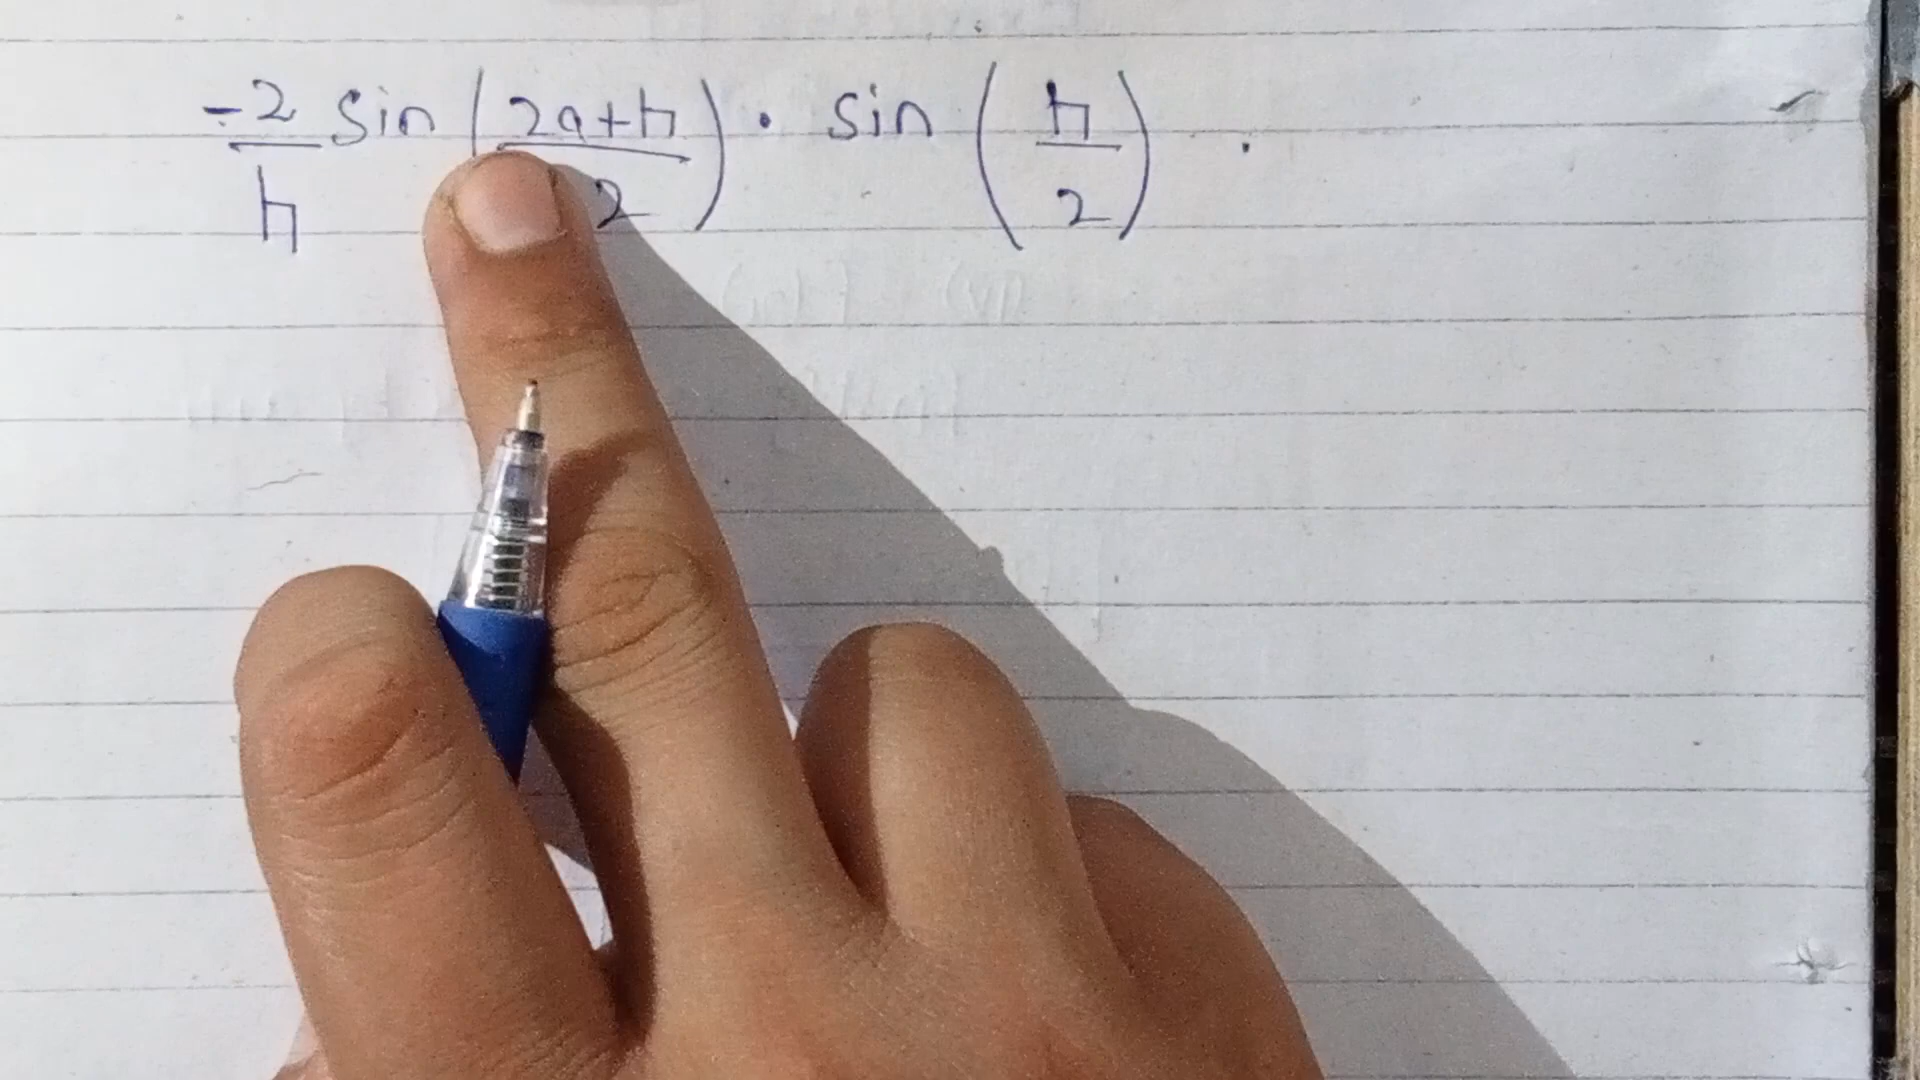 -2/h sin (2a+h/2) · sin (h/2) .